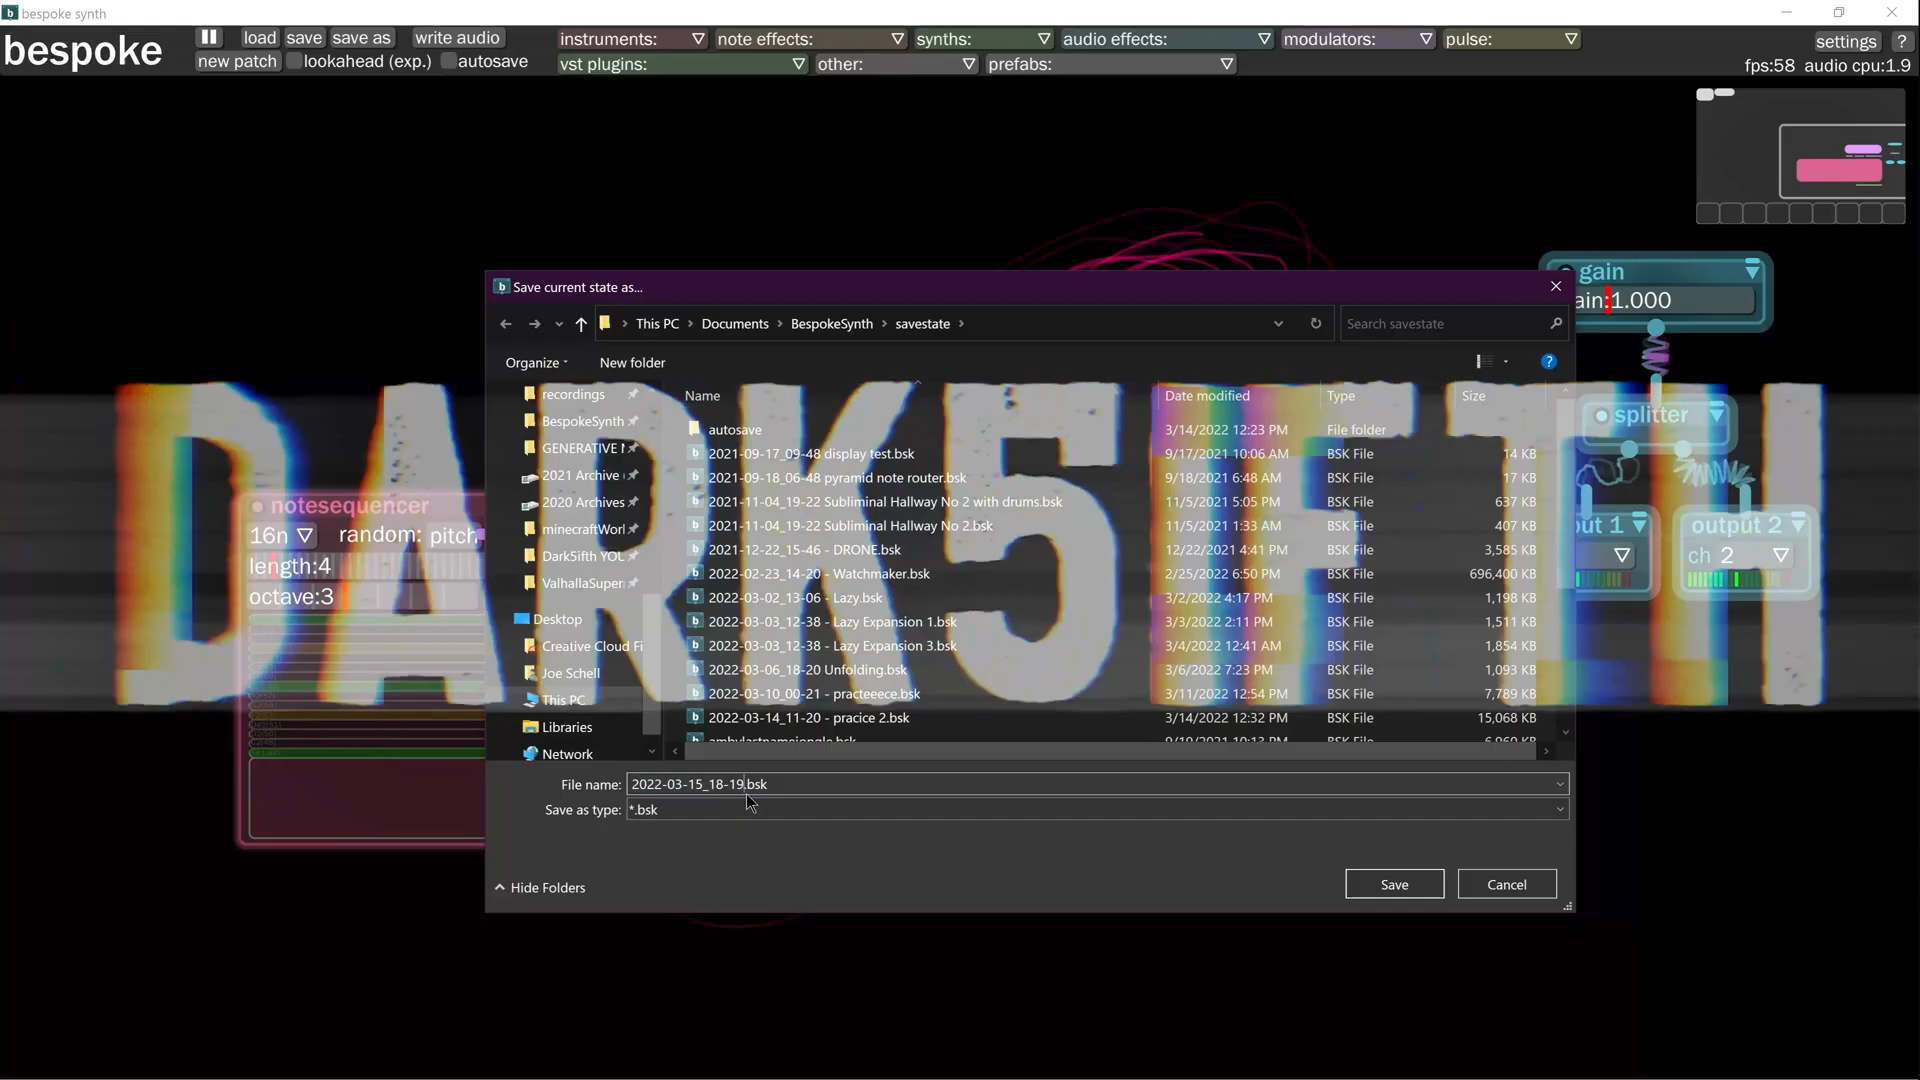 bespoke synth
bespoke
load save save as write audio
new patch lookahead (exp.) autosave
instruments: note effects: synths: audio effects: modulators: pulse:
vst plugins: other: prefabs:
settings ?
fps:58 audio cpu:1.9
gain
ain:1.000
splitter
put 1
output 2
ch 2
notesequencer
16n random: pitch
length:4
octave:3
DARK5IFTH
Save current state as...
This PC > Documents > BespokeSynth > savestate >
Search savestate
Organize
New folder
recordings
BespokeSynth
GENERATIVE
2021 Archive
2020 Archives
minecraftWorl
Dark5ifth YOU
ValhallaSuper
Desktop
Creative Cloud Fi
Joe Schell
This PC
Libraries
Network
Name Date modified Type Size
autosave 3/14/2022 12:23 PM File folder
2021-09-17_09-48 display test.bsk 9/17/2021 10:06 AM BSK File 14 KB
2021-09-18_06-48 pyramid note router.bsk 9/18/2021 6:48 AM BSK File 17 KB
2021-11-04_19-22 Subliminal Hallway No 2 with drums.bsk 11/5/2021 5:05 PM BSK File 637 KB
2021-11-04_19-22 Subliminal Hallway No 2.bsk 11/5/2021 1:33 AM BSK File 407 KB
2021-12-22_15-46 - DRONE.bsk 12/22/2021 4:41 PM BSK File 3,585 KB
2022-02-23_14-20 - Watchmaker.bsk 2/25/2022 6:50 PM BSK File 696,400 KB
2022-03-02_13-06 - Lazy.bsk 3/2/2022 4:17 PM BSK File 1,198 KB
2022-03-03_12-38 - Lazy Expansion 1.bsk 3/3/2022 2:11 PM BSK File 1,511 KB
2022-03-03_12-38 - Lazy Expansion 3.bsk 3/4/2022 12:41 AM BSK File 1,854 KB
2022-03-06_18-20 Unfolding.bsk 3/6/2022 7:23 PM BSK File 1,093 KB
2022-03-10_00-21 - practeeece.bsk 3/11/2022 12:54 PM BSK File 7,789 KB
2022-03-14_11-20 - pracice 2.bsk 3/14/2022 12:32 PM BSK File 15,068 KB
File name: 2022-03-15_18-19.bsk
Save as type: *.bsk
Hide Folders
Save
Cancel